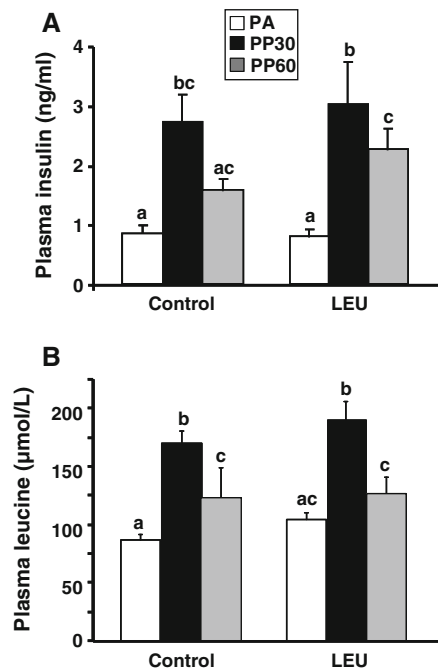 A
PA
PP30
PP60
Plasma insulin (ng/ml)
4
3
2
1
0
a
bc
ac
a
b
c
Control
LEU
B
Plasma leucine (µmol/L)
200
150
100
50
0
a
b
c
ac
b
c
Control
LEU